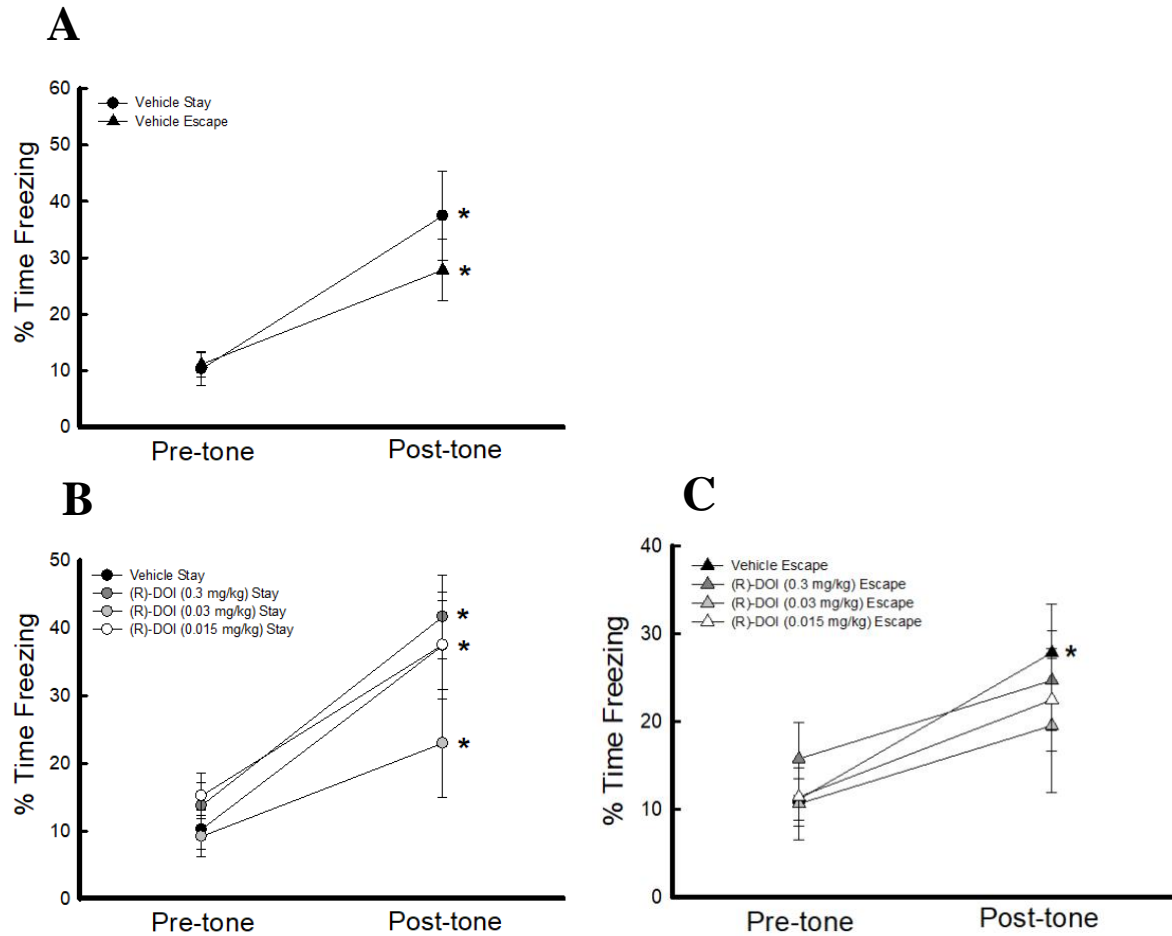 A
60
50
40
30
20
10
0
% Time Freezing
Vehicle Stay
Vehicle Escape
*
*
Pre-tone
Post-tone
B
50
40
30
20
10
0
% Time Freezing
Vehicle Stay
(R)-DOI (0.3 mg/kg) Stay
(R)-DOI (0.03 mg/kg) Stay
(R)-DOI (0.015 mg/kg) Stay
*
*
*
Pre-tone
Post-tone
C
40
30
20
10
0
% Time Freezing
Vehicle Escape
(R)-DOI (0.3 mg/kg) Escape
(R)-DOI (0.03 mg/kg) Escape
(R)-DOI (0.015 mg/kg) Escape
*
Pre-tone
Post-tone